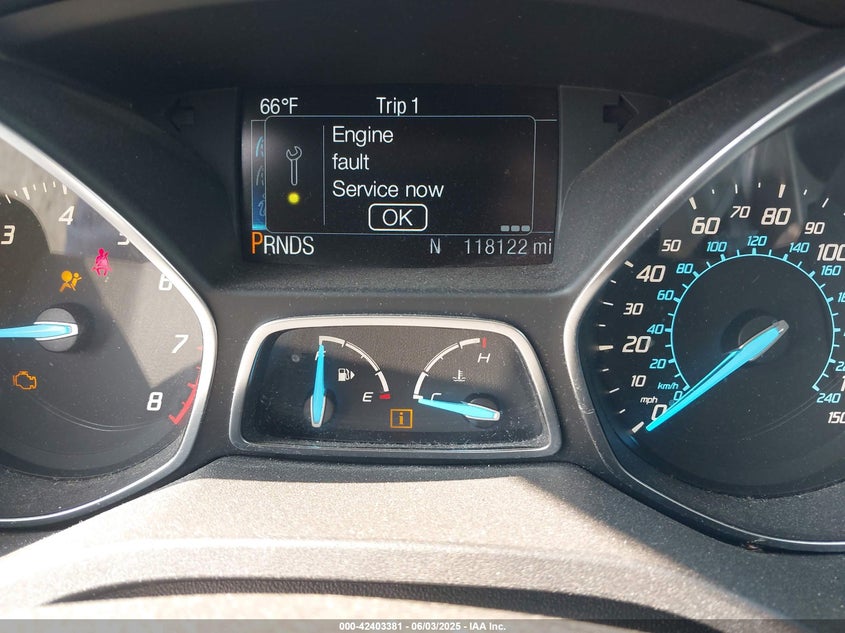 66°F Trip 1
Engine
fault
Service now
OK
PRNDS N 118122 mi
3 4 5 6 7 8
F E
C H
i
0 10 20 30 40 50 60 70 80 90 100 150
0 20 40 60 80 100 120 140 160 240
km/h
mph
000-42403381 - 06/03/2025 - IAA Inc.